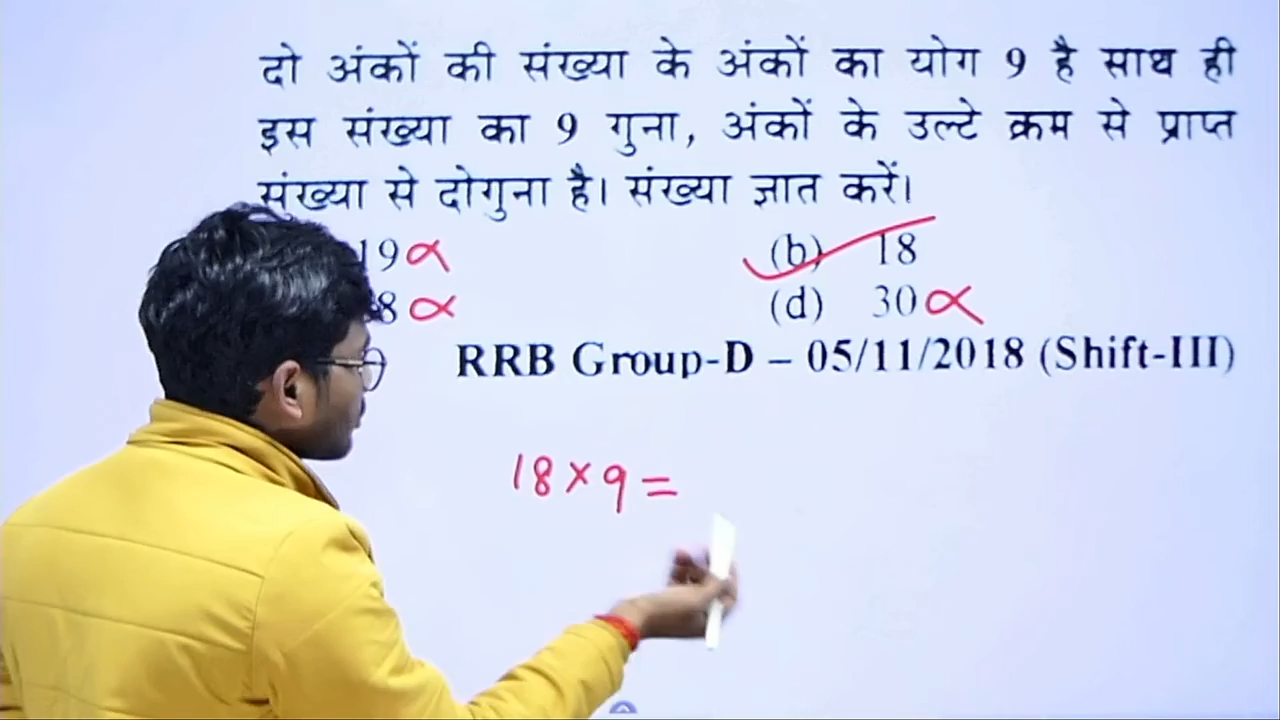 दो अंकों की संख्या के अंकों का योग 9 है साथ ही
इस संख्या का 9 गुना, अंकों के उल्टे क्रम से प्राप्त
संख्या से दोगुना है। संख्या ज्ञात करें।
19 (b) 18
8 (d) 30
RRB Group-D – 05/11/2018 (Shift-III)
18 × 9 =